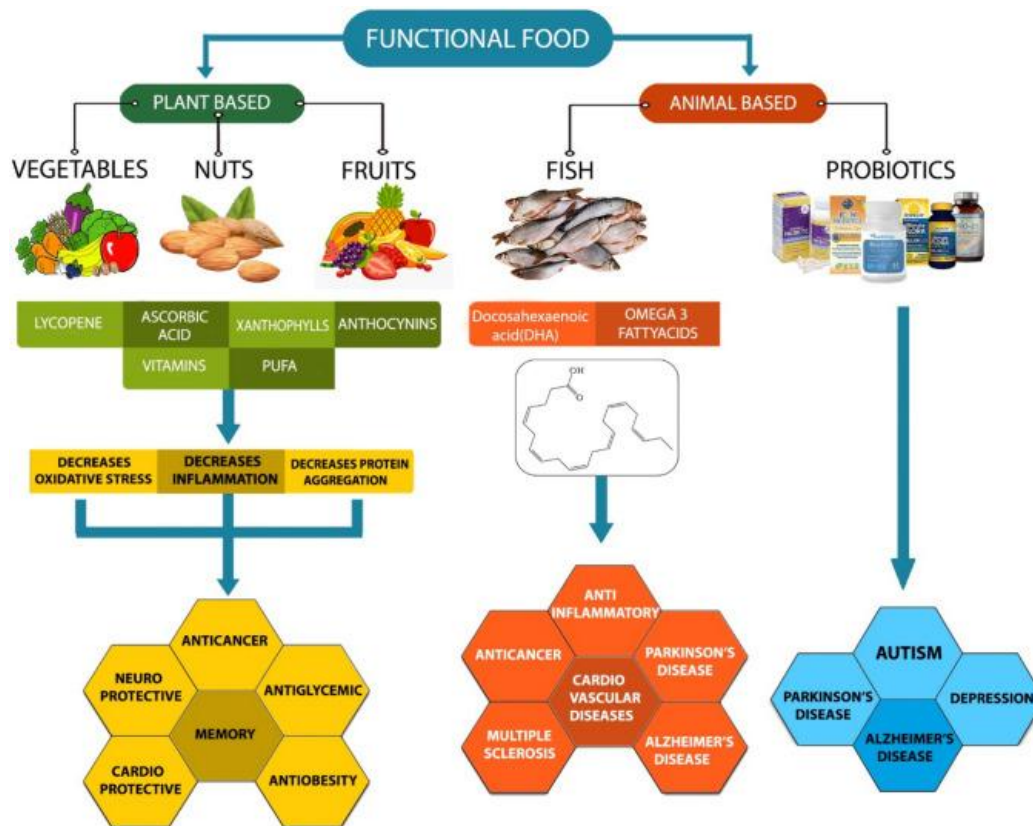 FUNCTIONAL FOOD
PLANT BASED
ANIMAL BASED
VEGETABLES
NUTS
FRUITS
FISH
PROBIOTICS
LYCOPENE
ASCORBIC
ACID
XANTHOPHYLLS
ANTHOCYNINS
VITAMINS
PUFA
Docosahexaenoic
acid(DHA)
OMEGA 3
FATTYACIDS
OH
O
DECREASES
OXIDATIVE STRESS
DECREASES
INFLAMMATION
DECREASES PROTEIN
AGGREGATION
ANTICANCER
NEURO
PROTECTIVE
ANTIGLYCEMIC
MEMORY
CARDIO
PROTECTIVE
ANTIOBESITY
ANTI
INFLAMMATORY
ANTICANCER
PARKINSON'S
DISEASE
CARDIO
VASCULAR
DISEASES
MULTIPLE
SCLEROSIS
ALZHEIMER'S
DISEASE
AUTISM
PARKINSON'S
DISEASE
DEPRESSION
ALZHEIMER'S
DISEASE